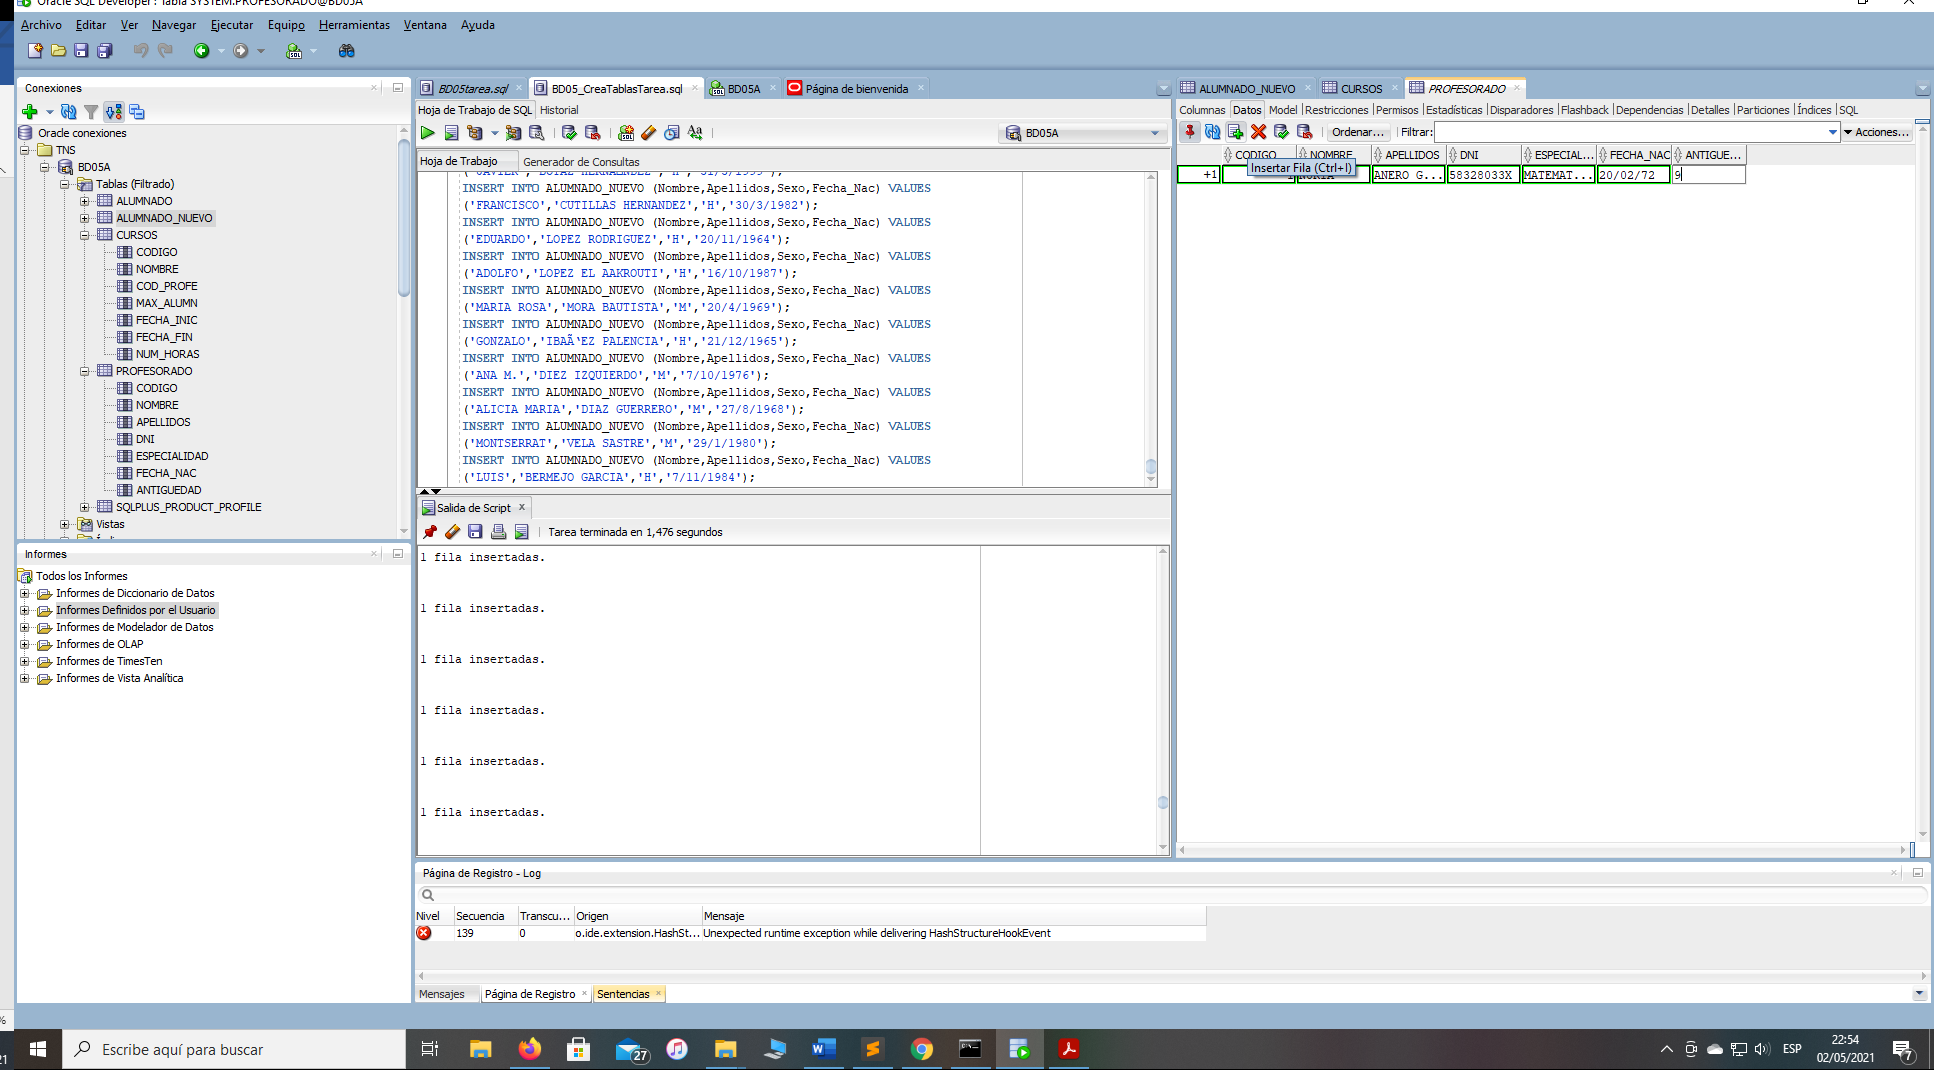 Oracle SQL Developer : Tabla SYSTEM.PROFESORADO@BD05A
Archivo Editar Ver Navegar Ejecutar Equipo Herramientas Ventana Ayuda
Conexiones
Oracle conexiones
TNS
BD05A
Tablas (Filtrado)
ALUMNADO
ALUMNADO_NUEVO
CURSOS
CODIGO
NOMBRE
COD_PROFE
MAX_ALUMN
FECHA_INIC
FECHA_FIN
NUM_HORAS
PROFESORADO
CODIGO
NOMBRE
APELLIDOS
DNI
ESPECIALIDAD
FECHA_NAC
ANTIGUEDAD
SQLPLUS_PRODUCT_PROFILE
Vistas
Informes
Todos los Informes
Informes de Diccionario de Datos
Informes Definidos por el Usuario
Informes de Modelador de Datos
Informes de OLAP
Informes de TimesTen
Informes de Vista Analítica
BD05tarea.sql BD05_CreaTablasTarea.sql BD05A Página de bienvenida
Hoja de Trabajo de SQL Historial
BD05A
Hoja de Trabajo Generador de Consultas
INSERT INTO ALUMNADO_NUEVO (Nombre,Apellidos,Sexo,Fecha_Nac) VALUES
('FRANCISCO','CUTILLAS HERNANDEZ','H','30/3/1982');
INSERT INTO ALUMNADO_NUEVO (Nombre,Apellidos,Sexo,Fecha_Nac) VALUES
('EDUARDO','LOPEZ RODRIGUEZ','H','20/11/1964');
INSERT INTO ALUMNADO_NUEVO (Nombre,Apellidos,Sexo,Fecha_Nac) VALUES
('ADOLFO','LOPEZ EL AAKROUTI','H','16/10/1987');
INSERT INTO ALUMNADO_NUEVO (Nombre,Apellidos,Sexo,Fecha_Nac) VALUES
('MARIA ROSA','MORA BAUTISTA','M','20/4/1969');
INSERT INTO ALUMNADO_NUEVO (Nombre,Apellidos,Sexo,Fecha_Nac) VALUES
('GONZALO','IBAÃ‘EZ PALENCIA','H','21/12/1965');
INSERT INTO ALUMNADO_NUEVO (Nombre,Apellidos,Sexo,Fecha_Nac) VALUES
('ANA M.','DIEZ IZQUIERDO','M','7/10/1976');
INSERT INTO ALUMNADO_NUEVO (Nombre,Apellidos,Sexo,Fecha_Nac) VALUES
('ALICIA MARIA','DIAZ GUERRERO','M','27/8/1968');
INSERT INTO ALUMNADO_NUEVO (Nombre,Apellidos,Sexo,Fecha_Nac) VALUES
('MONTSERRAT','VELA SASTRE','M','29/1/1980');
INSERT INTO ALUMNADO_NUEVO (Nombre,Apellidos,Sexo,Fecha_Nac) VALUES
('LUIS','BERMEJO GARCIA','H','7/11/1984');
Salida de Script
Tarea terminada en 1,476 segundos
1 fila insertadas.
1 fila insertadas.
1 fila insertadas.
1 fila insertadas.
1 fila insertadas.
1 fila insertadas.
ALUMNADO_NUEVO CURSOS PROFESORADO
Columnas Datos Model Restricciones Permisos Estadísticas Disparadores Flashback Dependencias Detalles Particiones Índices SQL
Ordenar... Filtrar: Acciones...
CODIGO NOMBRE APELLIDOS DNI ESPECIAL... FECHA_NAC ANTIGUE...
Insertar Fila (Ctrl+I)
+1 ANERO G... 58328033X MATEMAT... 20/02/72 9
Página de Registro - Log
Nivel Secuencia Transcu... Origen Mensaje
139 0 o.ide.extension.HashSt... Unexpected runtime exception while delivering HashStructureHookEvent
Mensajes Página de Registro Sentencias
Escribe aquí para buscar
27
ESP
22:54
02/05/2021
7